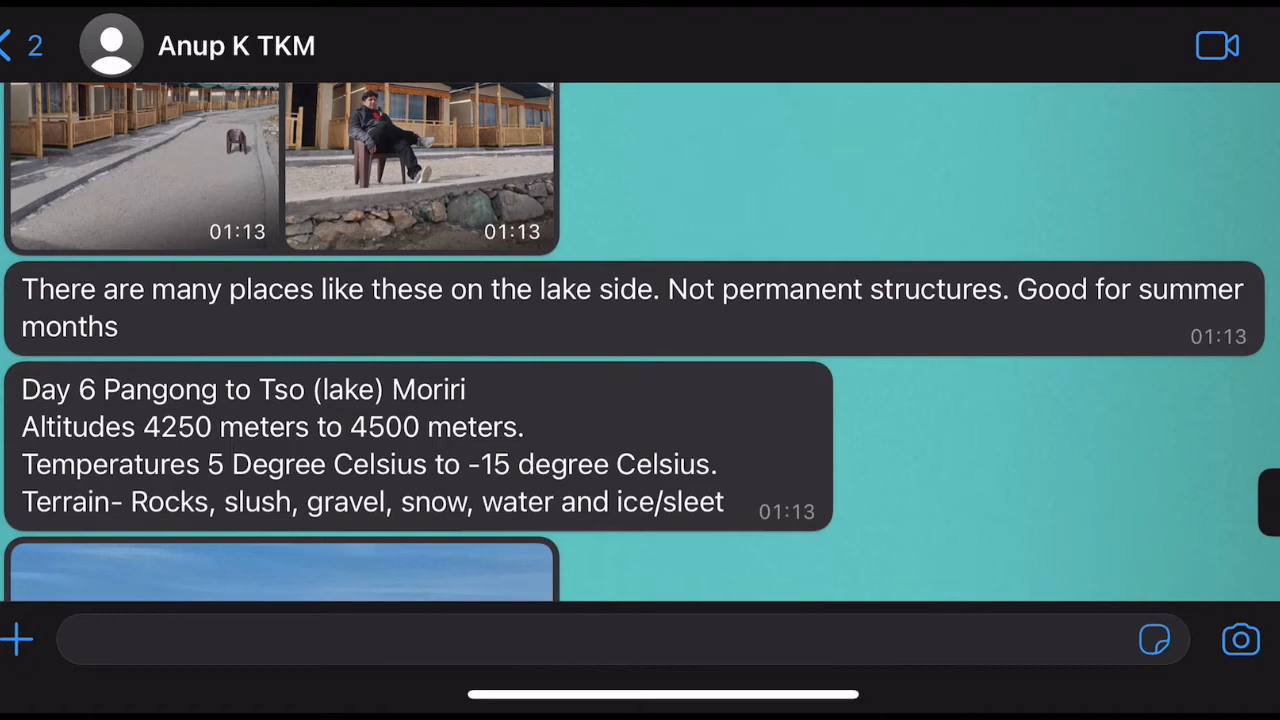 2
Anup K TKM
01:13
01:13
There are many places like these on the lake side. Not permanent structures. Good for summer
months
01:13
Day 6 Pangong to Tso (lake) Moriri
Altitudes 4250 meters to 4500 meters.
Temperatures 5 Degree Celsius to -15 degree Celsius.
Terrain- Rocks, slush, gravel, snow, water and ice/sleet
01:13